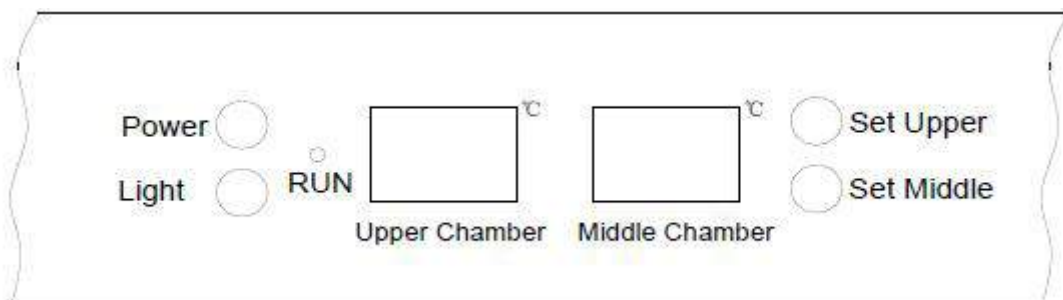 Power
Light
RUN
℃
Upper Chamber
℃
Middle Chamber
Set Upper
Set Middle